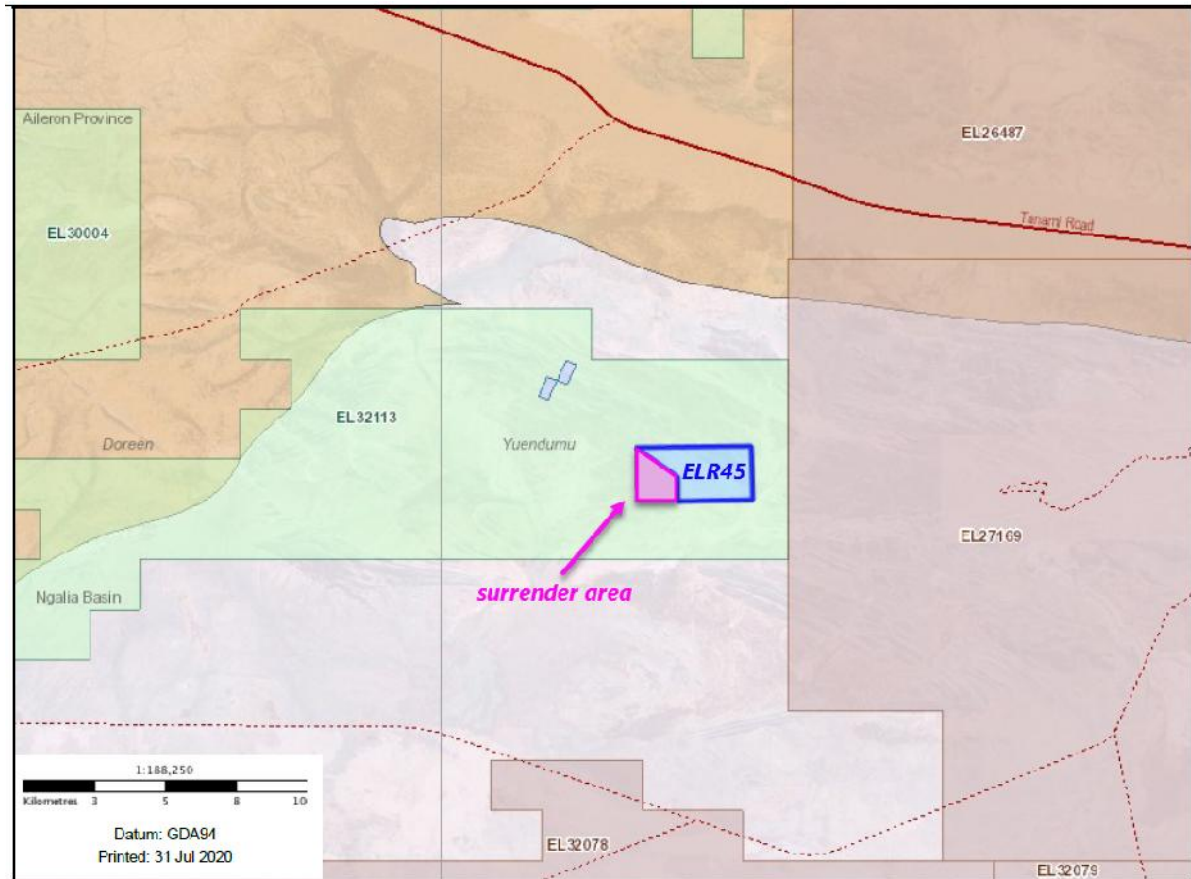 Aileron Province
EL26487
EL30004
Tanami Road
EL32113
Doreen
Yuendumu
ELR45
EL27169
surrender area
Ngalia Basin
1:188,250
Kilometres 3 5 8 10
Datum: GDA94
Printed: 31 Jul 2020
EL32078
EL32079